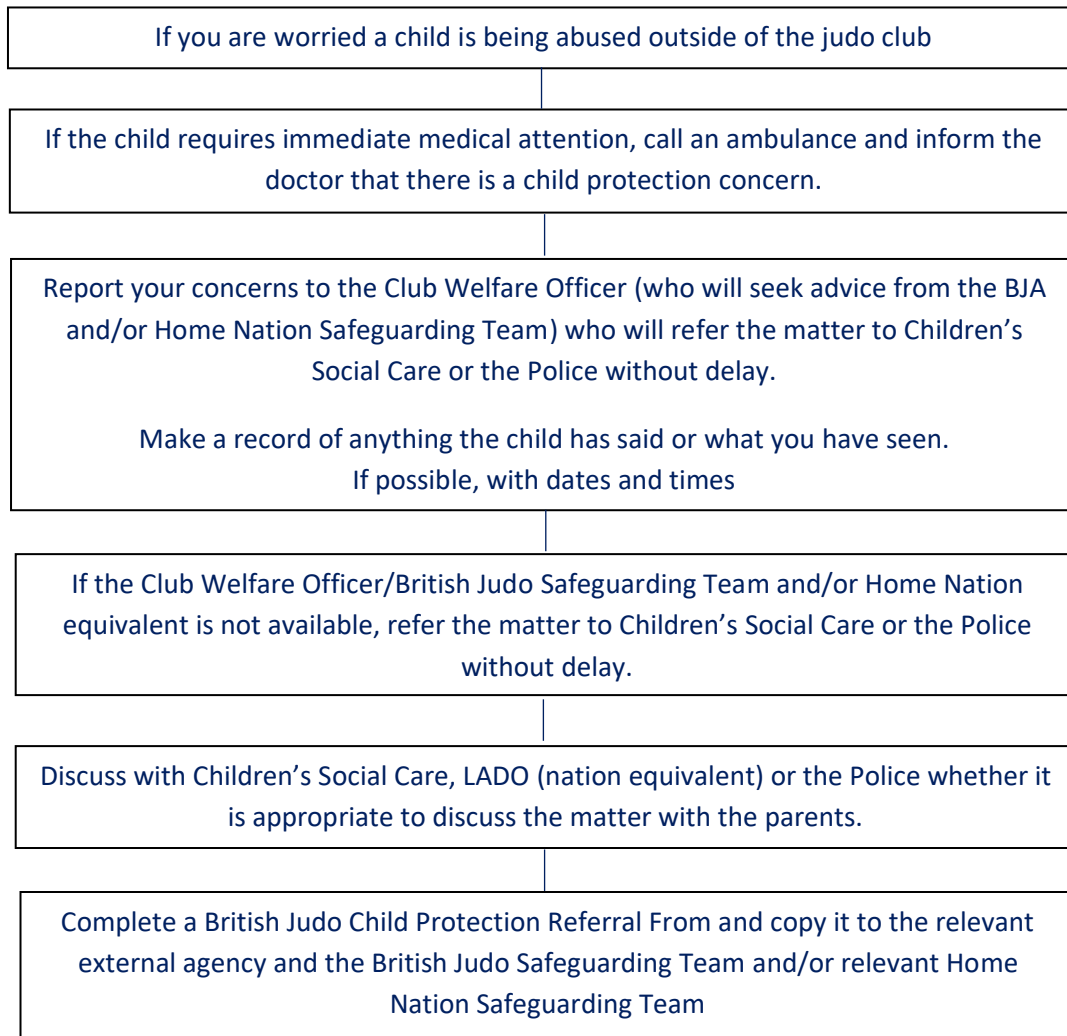 If you are worried a child is being abused outside of the judo club
If the child requires immediate medical attention, call an ambulance and inform the
doctor that there is a child protection concern.
Report your concerns to the Club Welfare Officer (who will seek advice from the BJA
and/or Home Nation Safeguarding Team) who will refer the matter to Children’s
Social Care or the Police without delay.
Make a record of anything the child has said or what you have seen.
If possible, with dates and times
If the Club Welfare Officer/British Judo Safeguarding Team and/or Home Nation
equivalent is not available, refer the matter to Children’s Social Care or the Police
without delay.
Discuss with Children’s Social Care, LADO (nation equivalent) or the Police whether it
is appropriate to discuss the matter with the parents.
Complete a British Judo Child Protection Referral From and copy it to the relevant
external agency and the British Judo Safeguarding Team and/or relevant Home
Nation Safeguarding Team